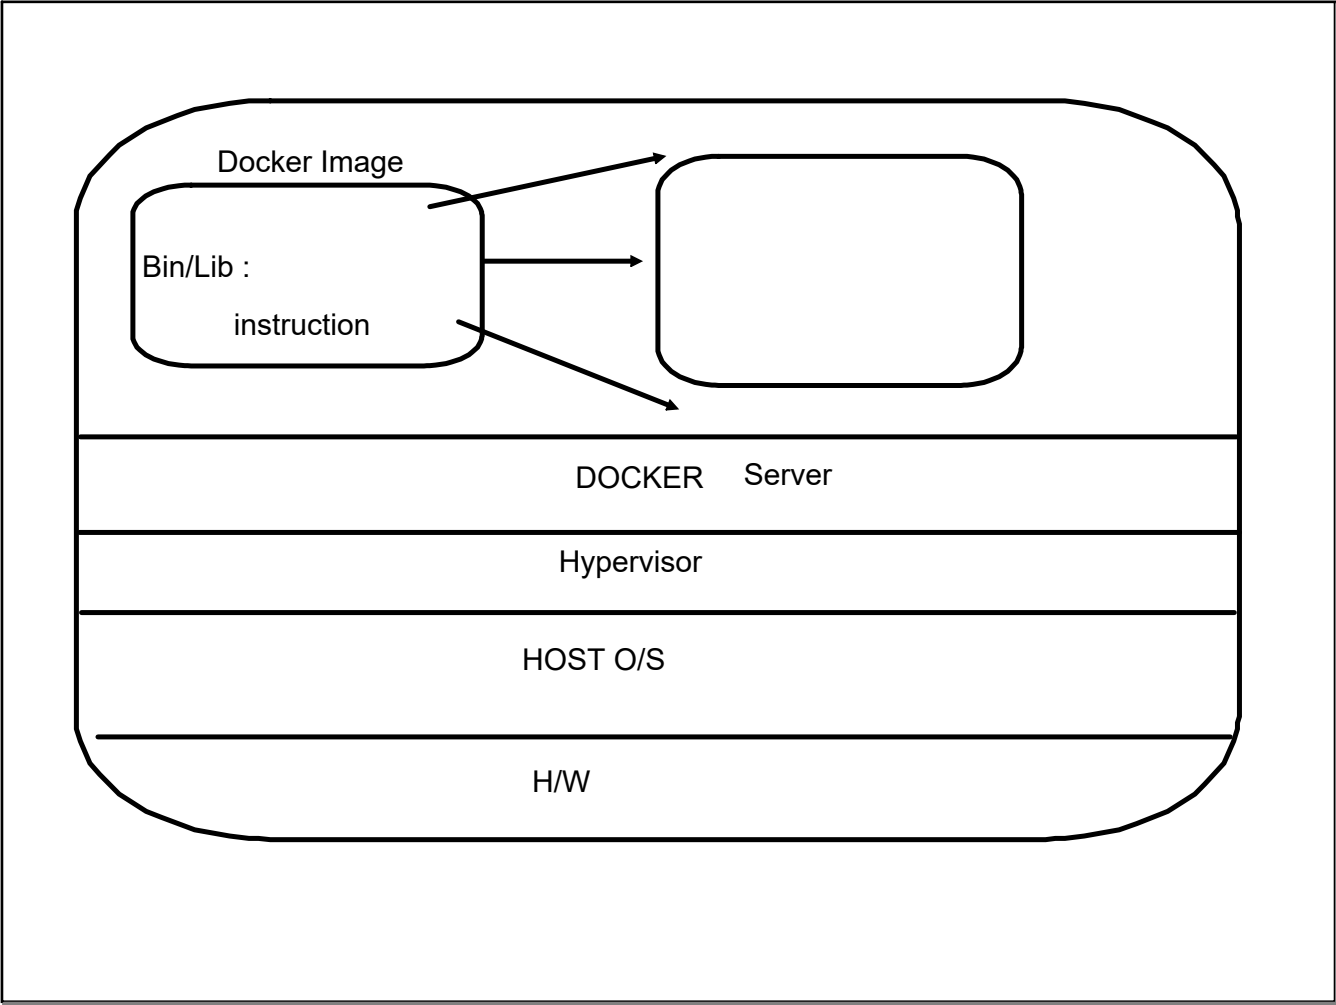 Docker Image
Bin/Lib :
instruction
DOCKER Server
Hypervisor
HOST O/S
H/W